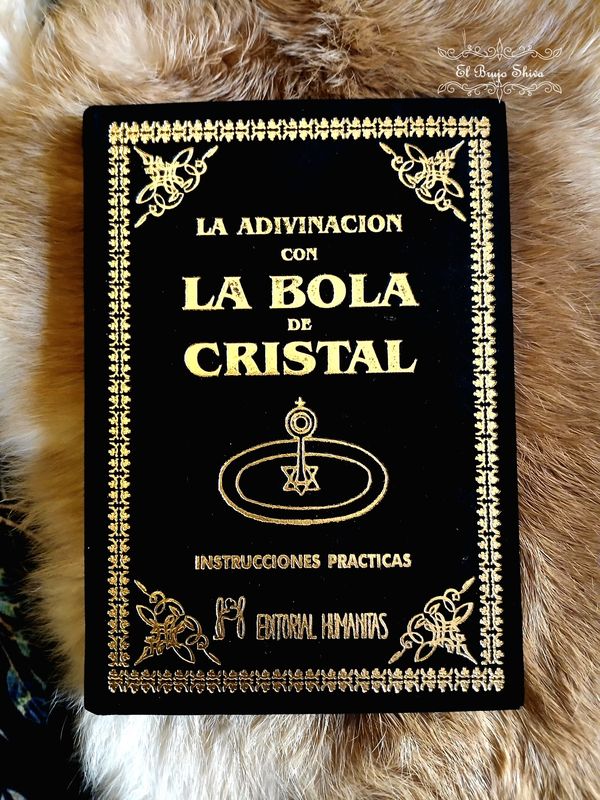 El Brujo Shiva
LA ADIVINACION
CON
LA BOLA
DE
CRISTAL
INSTRUCCIONES PRACTICAS
EDITORIAL HUMANITAS